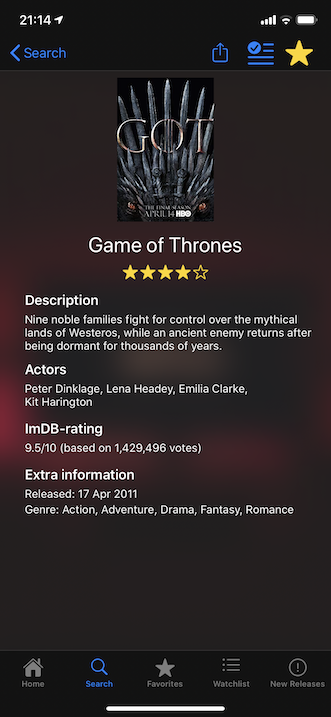 21:14
Search
GOT
THE FINAL SEASON
APRIL 14 HBO
Game of Thrones
Description
Nine noble families fight for control over the mythical
lands of Westeros, while an ancient enemy returns after
being dormant for thousands of years.
Actors
Peter Dinklage, Lena Headey, Emilia Clarke,
Kit Harington
ImDB-rating
9.5/10 (based on 1,429,496 votes)
Extra information
Released: 17 Apr 2011
Genre: Action, Adventure, Drama, Fantasy, Romance
Home Search Favorites Watchlist New Releases